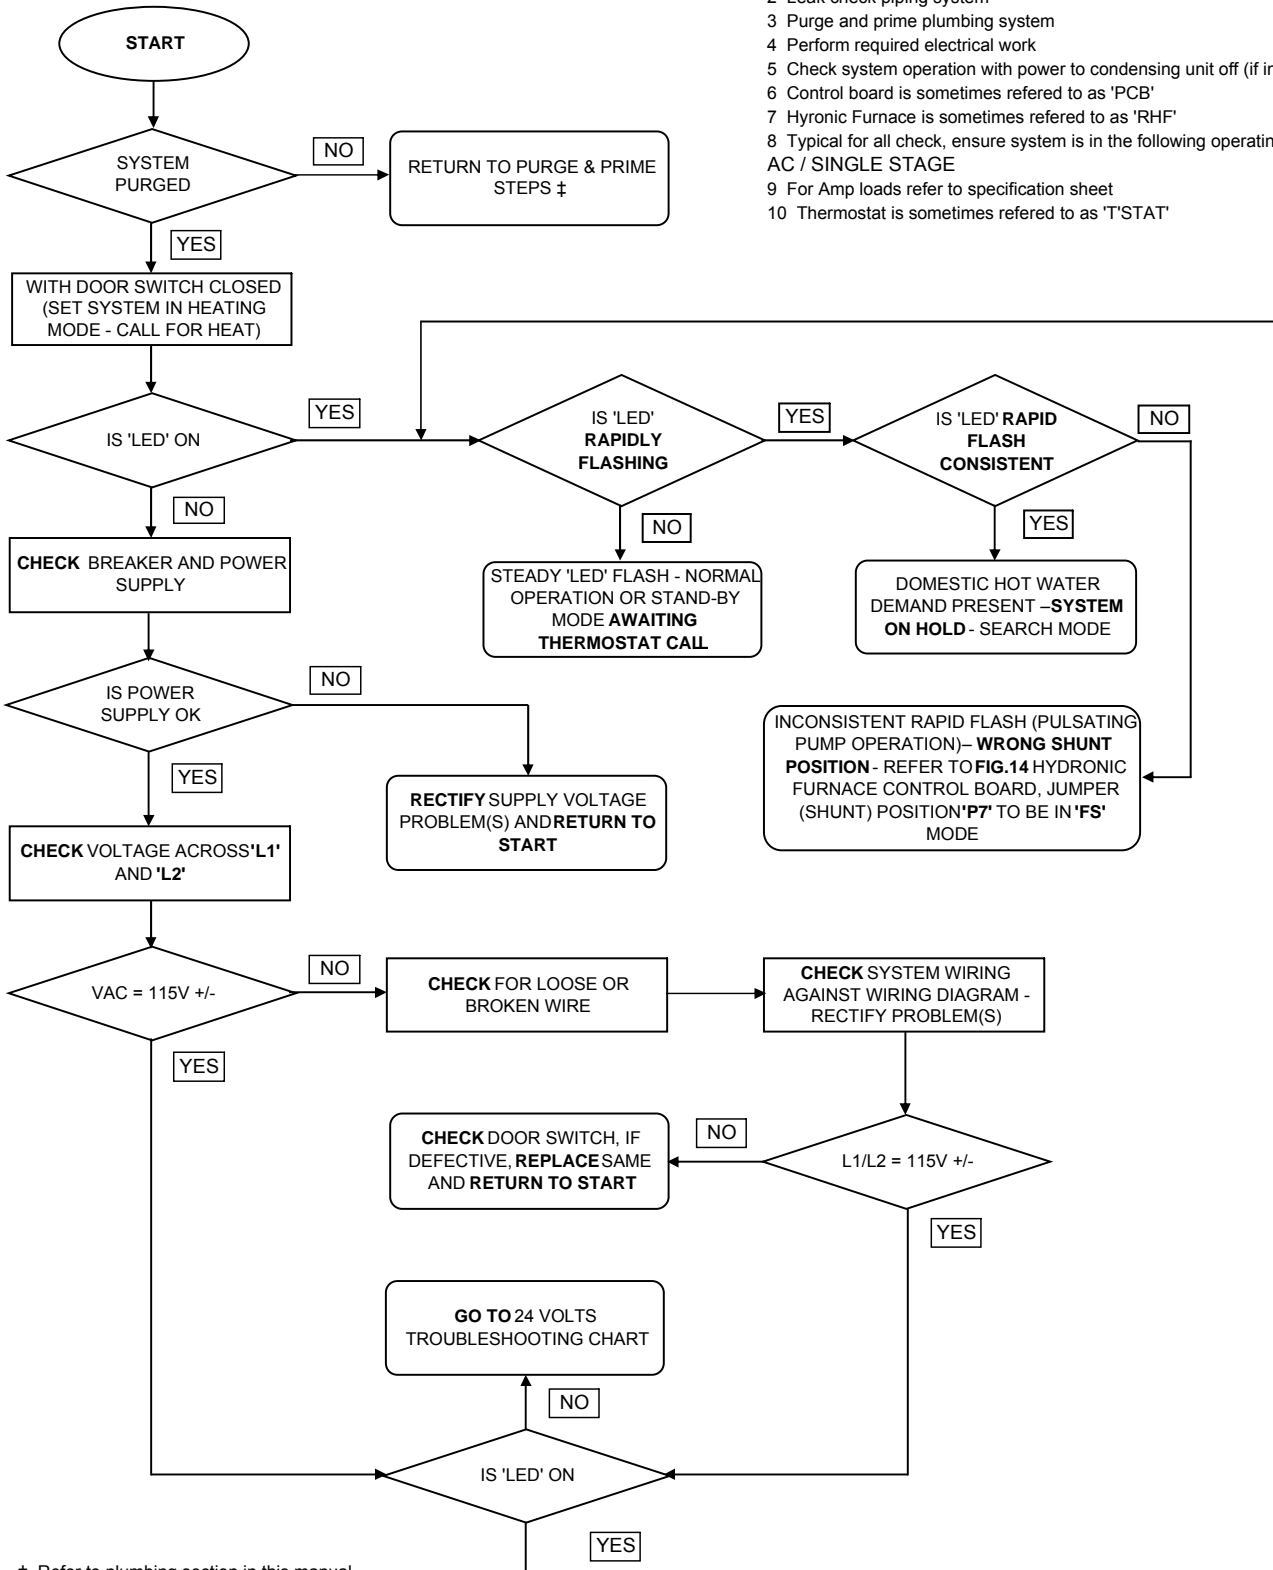 START
2 Leak check piping system
3 Purge and prime plumbing system
4 Perform required electrical work
5 Check system operation with power to condensing unit off (if
6 Control board is sometimes refered to as 'PCB'
7 Hyronic Furnace is sometimes refered to as 'RHF'
8 Typical for all check, ensure system is in the following
AC / SINGLE STAGE
9 For Amp loads refer to specification sheet
10 Thermostat is sometimes refered to as 'T'STAT'
SYSTEM
PURGED
NO
RETURN TO PURGE & PRIME
STEPS ‡
YES
WITH DOOR SWITCH CLOSED
(SET SYSTEM IN HEATING
MODE - CALL FOR HEAT)
IS 'LED' ON
YES
IS 'LED'
RAPIDLY
FLASHING
YES
IS 'LED' RAPID
FLASH
CONSISTENT
NO
NO
NO
YES
CHECK BREAKER AND POWER
SUPPLY
STEADY 'LED' FLASH - NORMAL
OPERATION OR STAND-BY
MODE AWAITING
THERMOSTAT CALL
DOMESTIC HOT WATER
DEMAND PRESENT – SYSTEM
ON HOLD - SEARCH MODE
IS POWER
SUPPLY OK
NO
YES
RECTIFY SUPPLY VOLTAGE
PROBLEM(S) AND RETURN TO
START
INCONSISTENT RAPID FLASH (PULSATING
PUMP OPERATION)– WRONG SHUNT
POSITION - REFER TO FIG.14 HYDRONIC
FURNACE CONTROL BOARD, JUMPER
(SHUNT) POSITION 'P7' TO BE IN 'FS'
MODE
CHECK VOLTAGE ACROSS 'L1'
AND 'L2'
VAC = 115V +/-
NO
CHECK FOR LOOSE OR
BROKEN WIRE
CHECK SYSTEM WIRING
AGAINST WIRING DIAGRAM -
RECTIFY PROBLEM(S)
YES
CHECK DOOR SWITCH, IF
DEFECTIVE, REPLACE SAME
AND RETURN TO START
NO
L1/L2 = 115V +/-
YES
GO TO 24 VOLTS
TROUBLESHOOTING CHART
NO
IS 'LED' ON
YES
‡ Refer to plumbing section in this manual